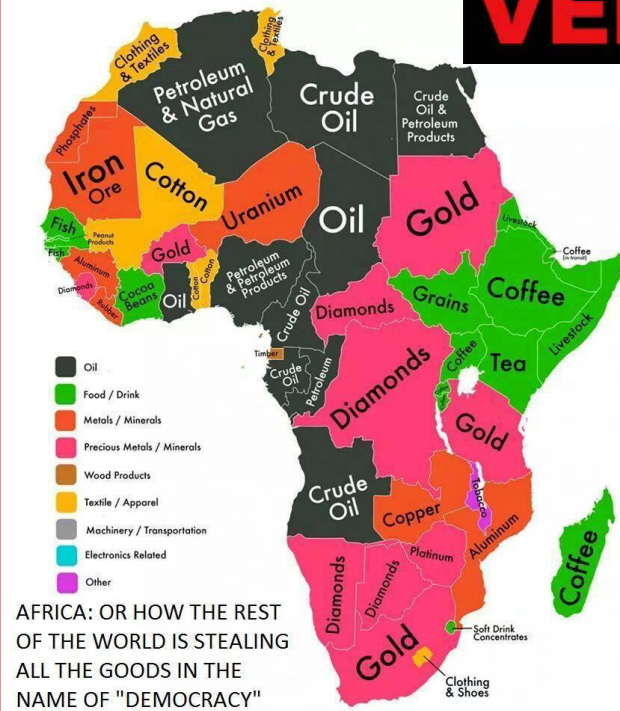 VE
Clothing
& Textiles
Clothing
& Textiles
Petroleum
& Natural
Gas
Crude
Oil
Crude
Oil &
Petroleum
Products
Phosphates
Iron
Ore
Cotton
Uranium
Oil
Gold
Livestock
Coffee
(in transit)
Fish
Fish
Peanut
Products
Gold
Aluminum
Diamonds
Rubber
Cocoa
Beans
Oil
Cotton
Cotton
Petroleum
& Petroleum
Products
Crude Oil
Diamonds
Grains
Coffee
Livestock
Timber
Crude
Oil
Petroleum
Diamonds
Coffee
Tea
Gold
Crude
Oil
Copper
Tobacco
Aluminum
Diamonds
Diamonds
Platinum
Coffee
Gold
Soft Drink
Concentrates
Clothing
& Shoes
Oil
Food / Drink
Metals / Minerals
Precious Metals / Minerals
Wood Products
Textile / Apparel
Machinery / Transportation
Electronics Related
Other
AFRICA: OR HOW THE REST
OF THE WORLD IS STEALING
ALL THE GOODS IN THE
NAME OF "DEMOCRACY"